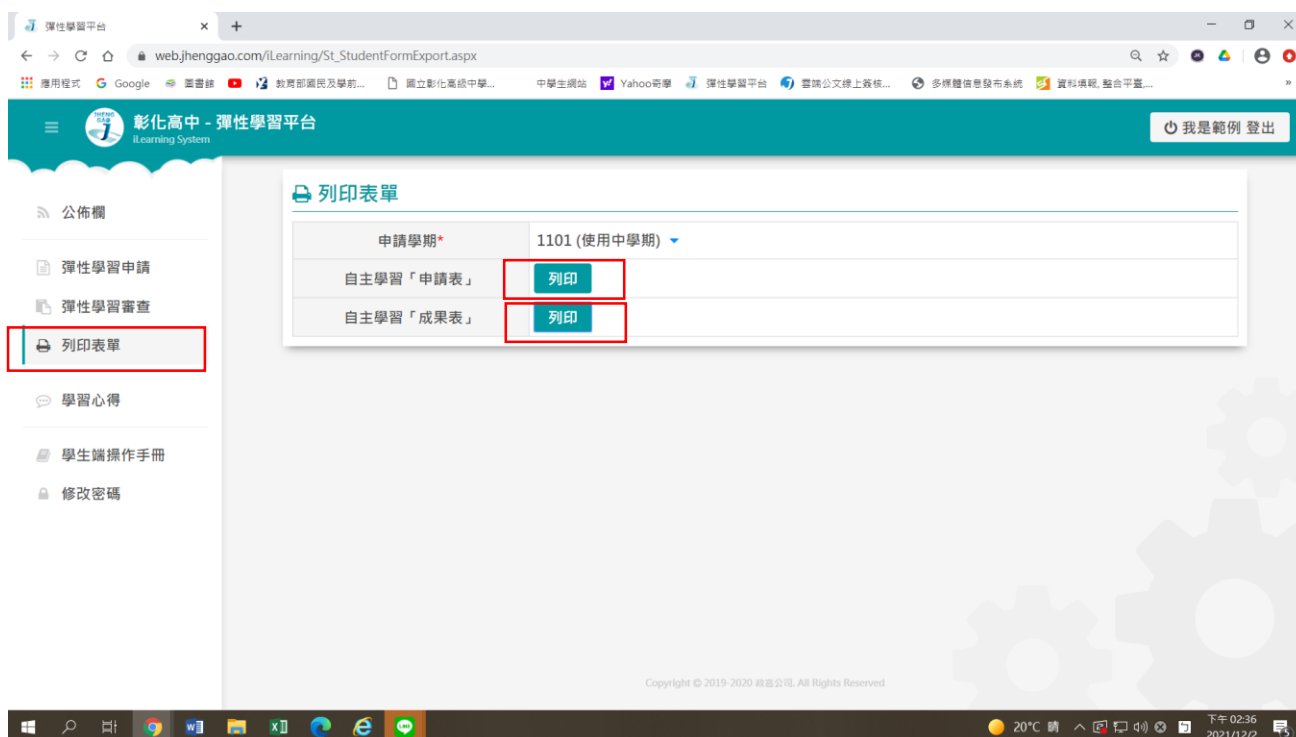 彈性學習平台
web.jhenggao.com/iLearning/St_StudentFormExport.aspx
應用程式 Google 圖書館 教育部國民及學前... 國立彰化高級中學... 中學生網站 Yahoo奇摩 彈性學習平台 雲端公文線上簽核... 多媒體信息發布系統 資料填報,整合平臺,... »
JHENG GAO
彰化高中 - 彈性學習平台
iLearning System
我是範例 登出
公佈欄
彈性學習申請
彈性學習審查
列印表單
學習心得
學生端操作手冊
修改密碼
列印表單
申請學期* 1101 (使用中學期)
自主學習「申請表」 列印
自主學習「成果表」 列印
Copyright © 2019-2020 政高公司. All Rights Reserved
20°C 晴
下午 02:36
2021/12/2